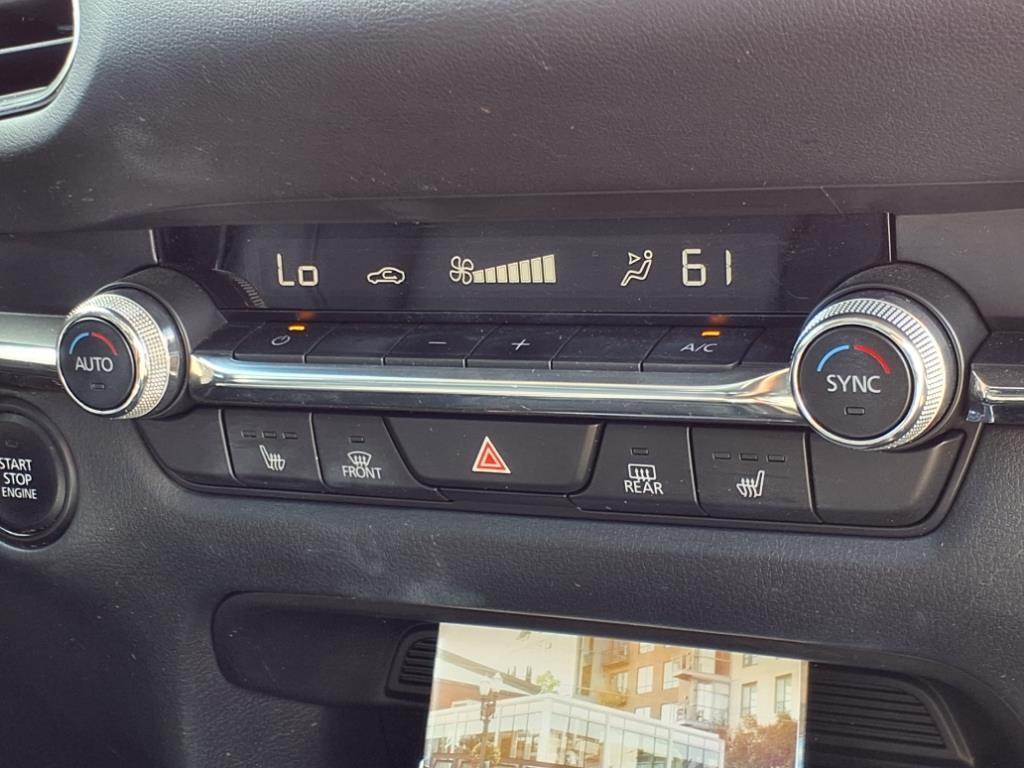 Lo 61
AUTO
− + A/C
SYNC
START
STOP
ENGINE
FRONT
REAR